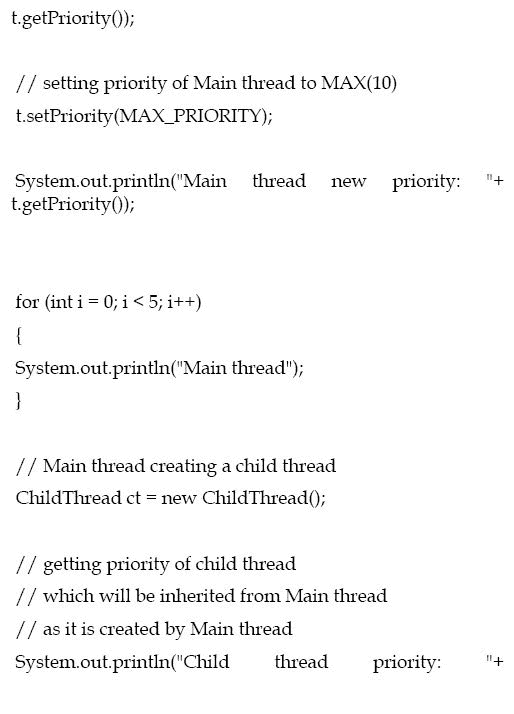 t.getPriority());
// setting priority of Main thread to MAX(10)
t.setPriority(MAX_PRIORITY);
System.out.println("Main thread new priority: "+
t.getPriority());
for (int i = 0; i < 5; i++)
{
System.out.println("Main thread");
}
// Main thread creating a child thread
ChildThread ct = new ChildThread();
// getting priority of child thread
// which will be inherited from Main thread
// as it is created by Main thread
System.out.println("Child thread priority: "+